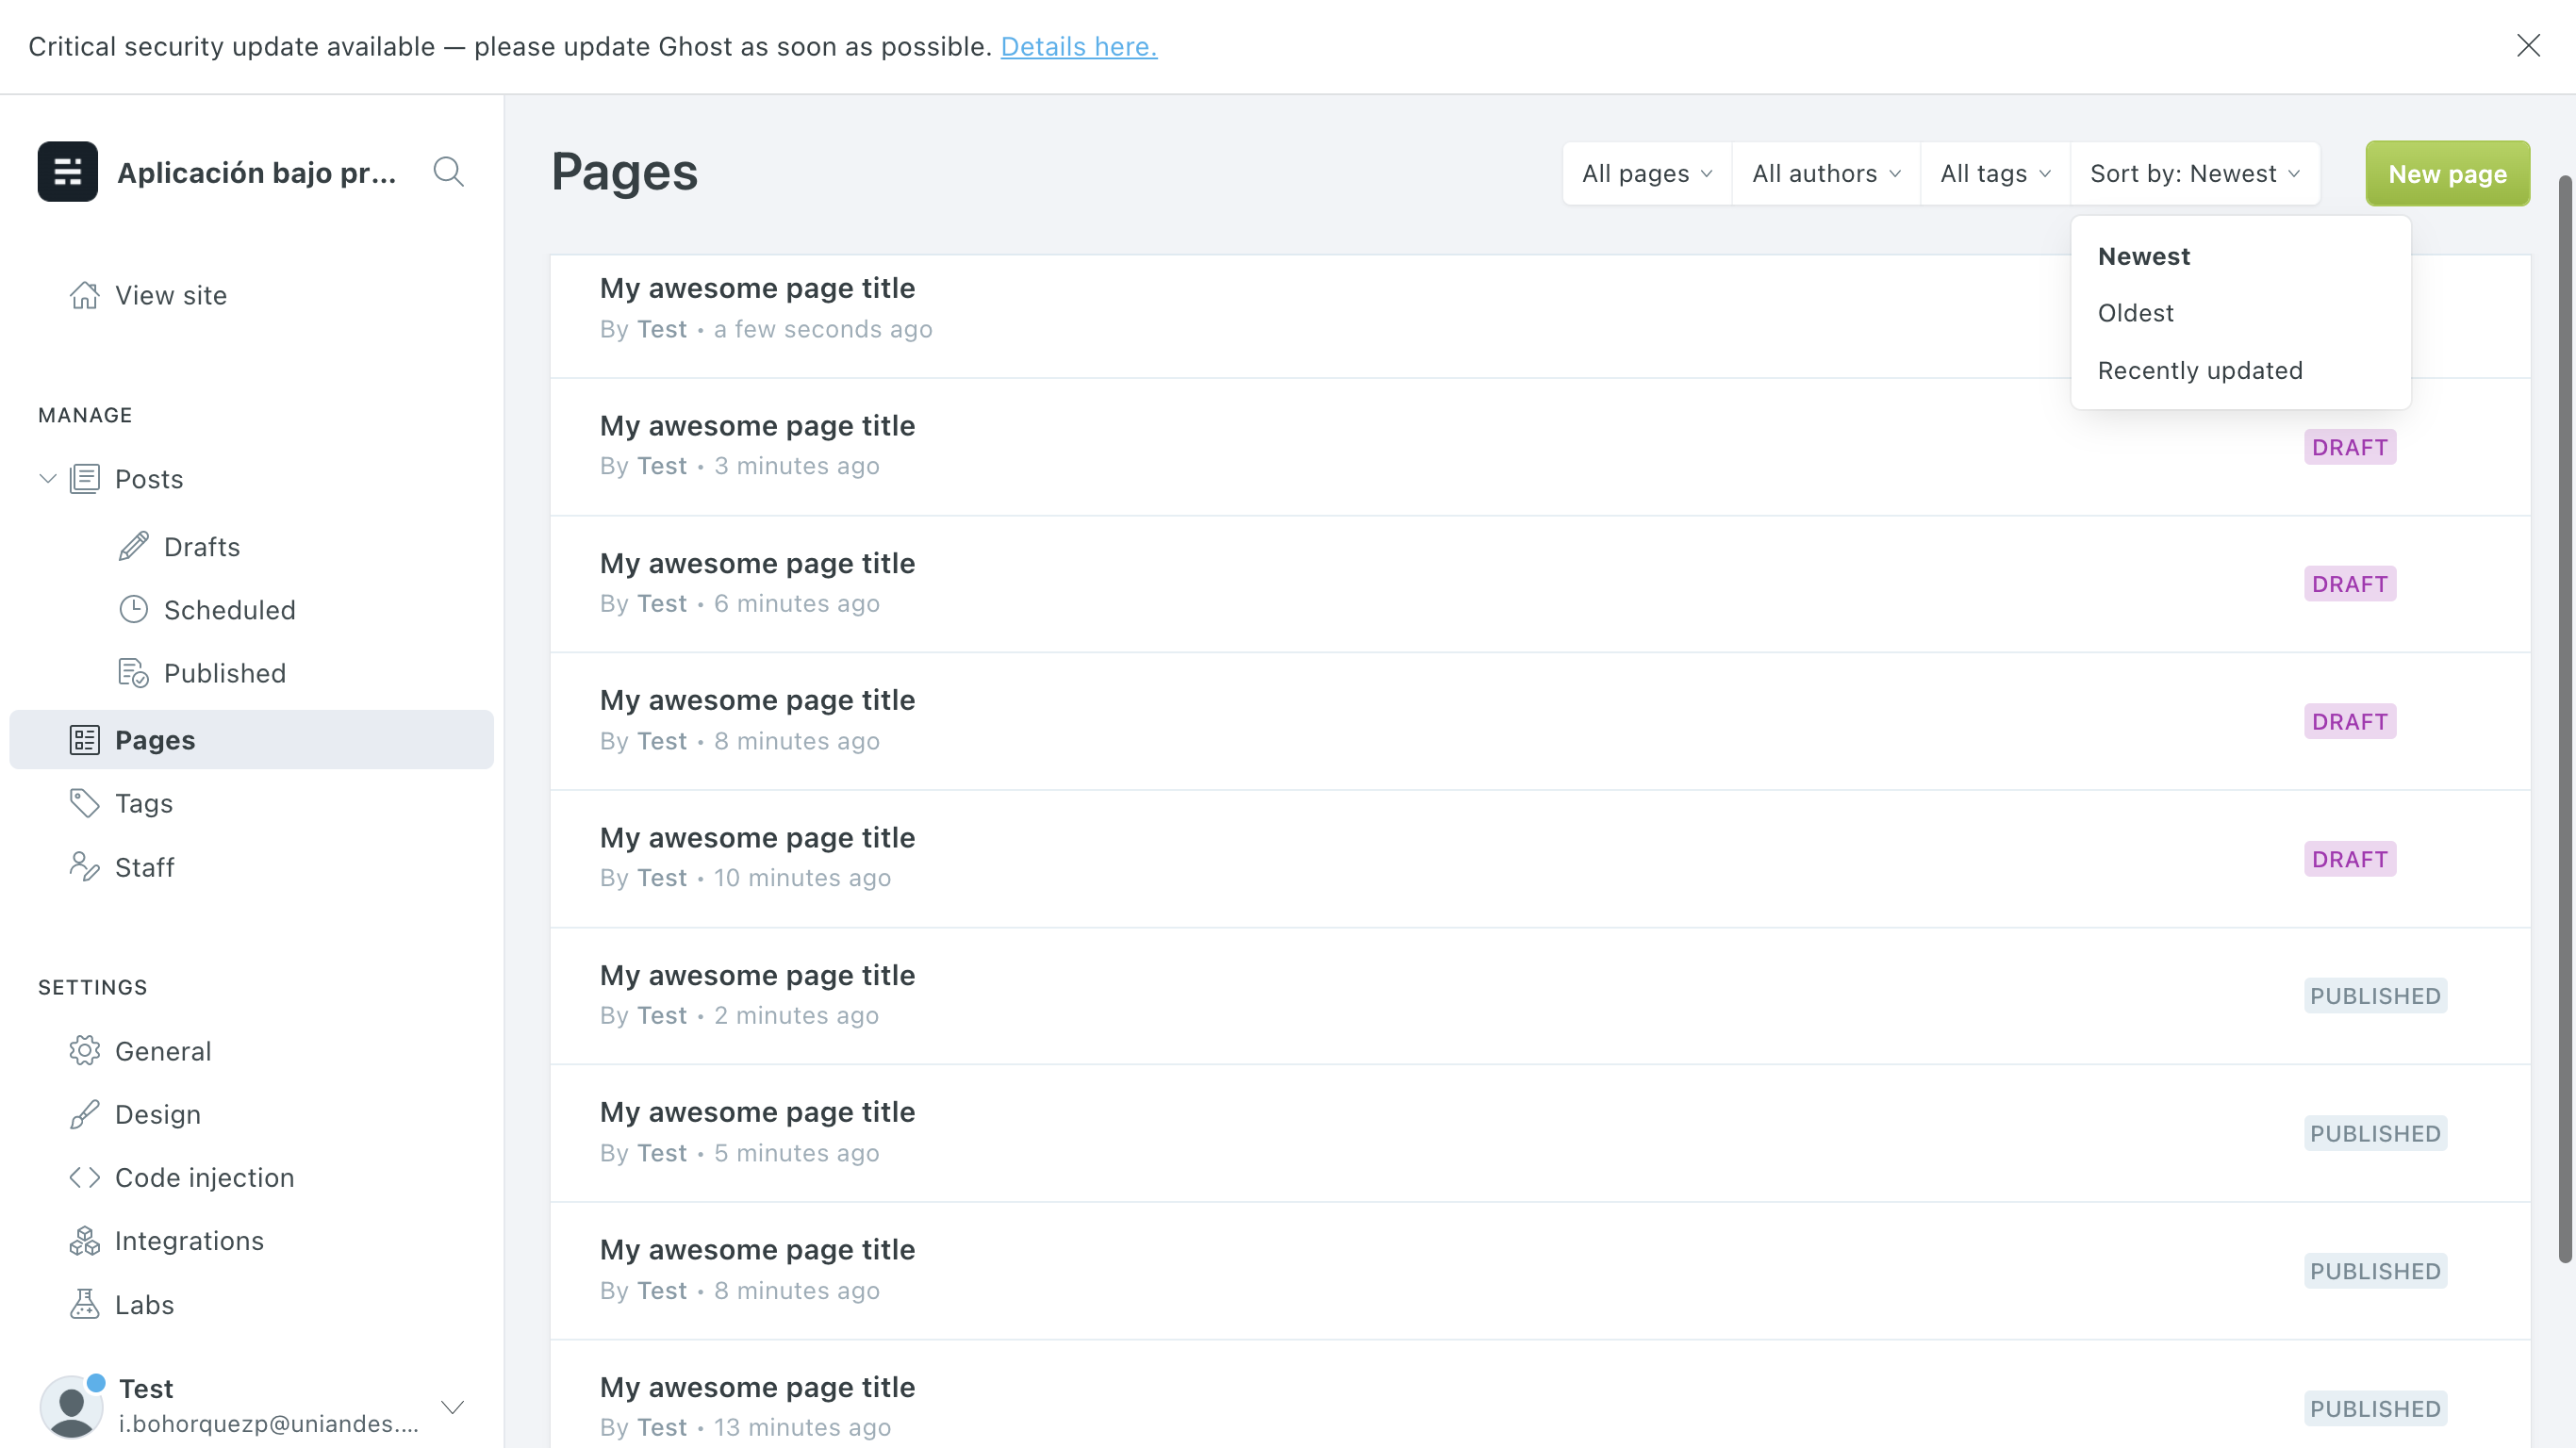 Critical security update available — please update Ghost as soon as possible. Details here.
Aplicación bajo pr...
View site
MANAGE
Posts
Drafts
Scheduled
Published
Pages
Tags
Staff
SETTINGS
General
Design
Code injection
Integrations
Labs
Test
i.bohorquezp@uniandes....
Pages
All pages
All authors
All tags
Sort by: Newest
New page
Newest
Oldest
Recently updated
My awesome page title
By Test • a few seconds ago
My awesome page title
By Test • 3 minutes ago
DRAFT
My awesome page title
By Test • 6 minutes ago
DRAFT
My awesome page title
By Test • 8 minutes ago
DRAFT
My awesome page title
By Test • 10 minutes ago
DRAFT
My awesome page title
By Test • 2 minutes ago
PUBLISHED
My awesome page title
By Test • 5 minutes ago
PUBLISHED
My awesome page title
By Test • 8 minutes ago
PUBLISHED
My awesome page title
By Test • 13 minutes ago
PUBLISHED